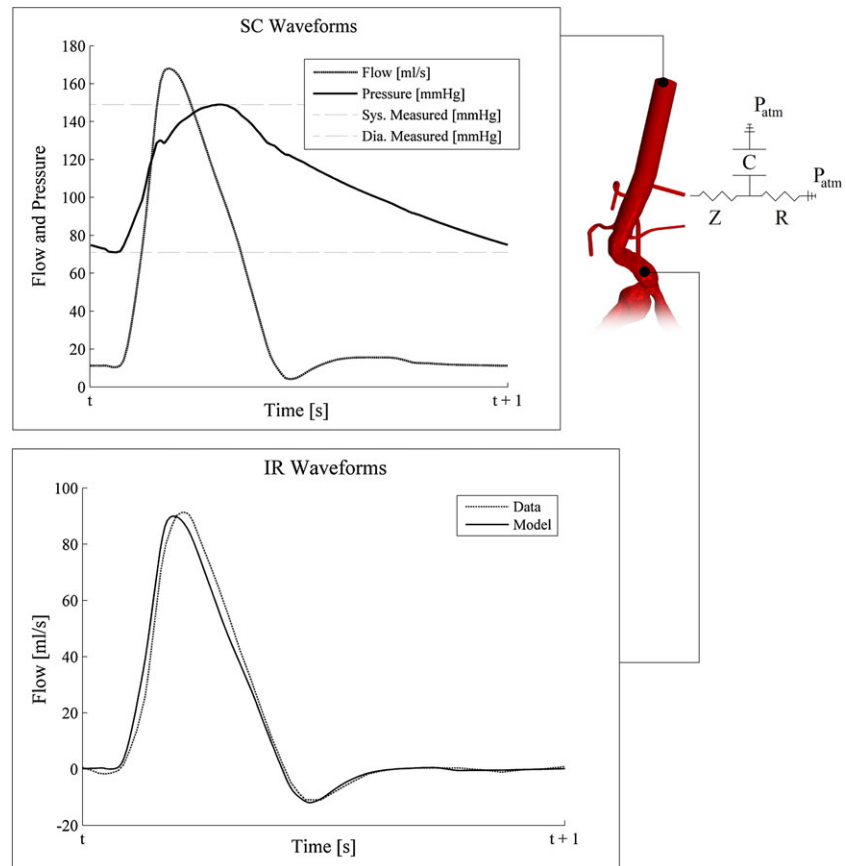 SC Waveforms
180
160
140
120
100
80
60
40
20
0
Flow and Pressure
Flow [ml/s]
Pressure [mmHg]
Sys. Measured [mmHg]
Dia. Measured [mmHg]
t
t + 1
Time [s]
Patm
C
Patm
Z
R
IR Waveforms
100
80
60
40
20
0
-20
Flow [ml/s]
Data
Model
t
t + 1
Time [s]